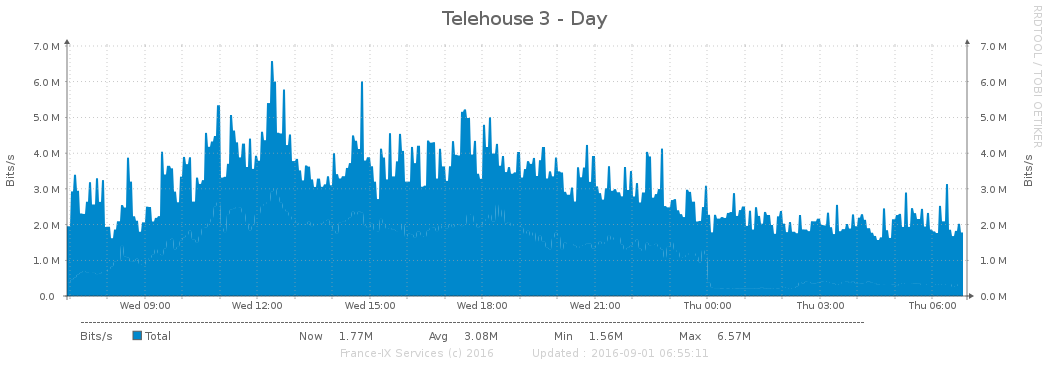 Telehouse 3 - Day
RRDTOOL / TOBI OETIKER
7.0 M 7.0 M
6.0 M 6.0 M
5.0 M 5.0 M
4.0 M 4.0 M
3.0 M 3.0 M
2.0 M 2.0 M
1.0 M 1.0 M
0.0 0.0 M
Bits/s
Bits/s
Wed 09:00 Wed 12:00 Wed 15:00 Wed 18:00 Wed 21:00 Thu 00:00 Thu 03:00 Thu 06:00
Bits/s Total Now 1.77M Avg 3.08M Min 1.56M Max 6.57M
France-IX Services (c) 2016 Updated : 2016-09-01 06:55:11